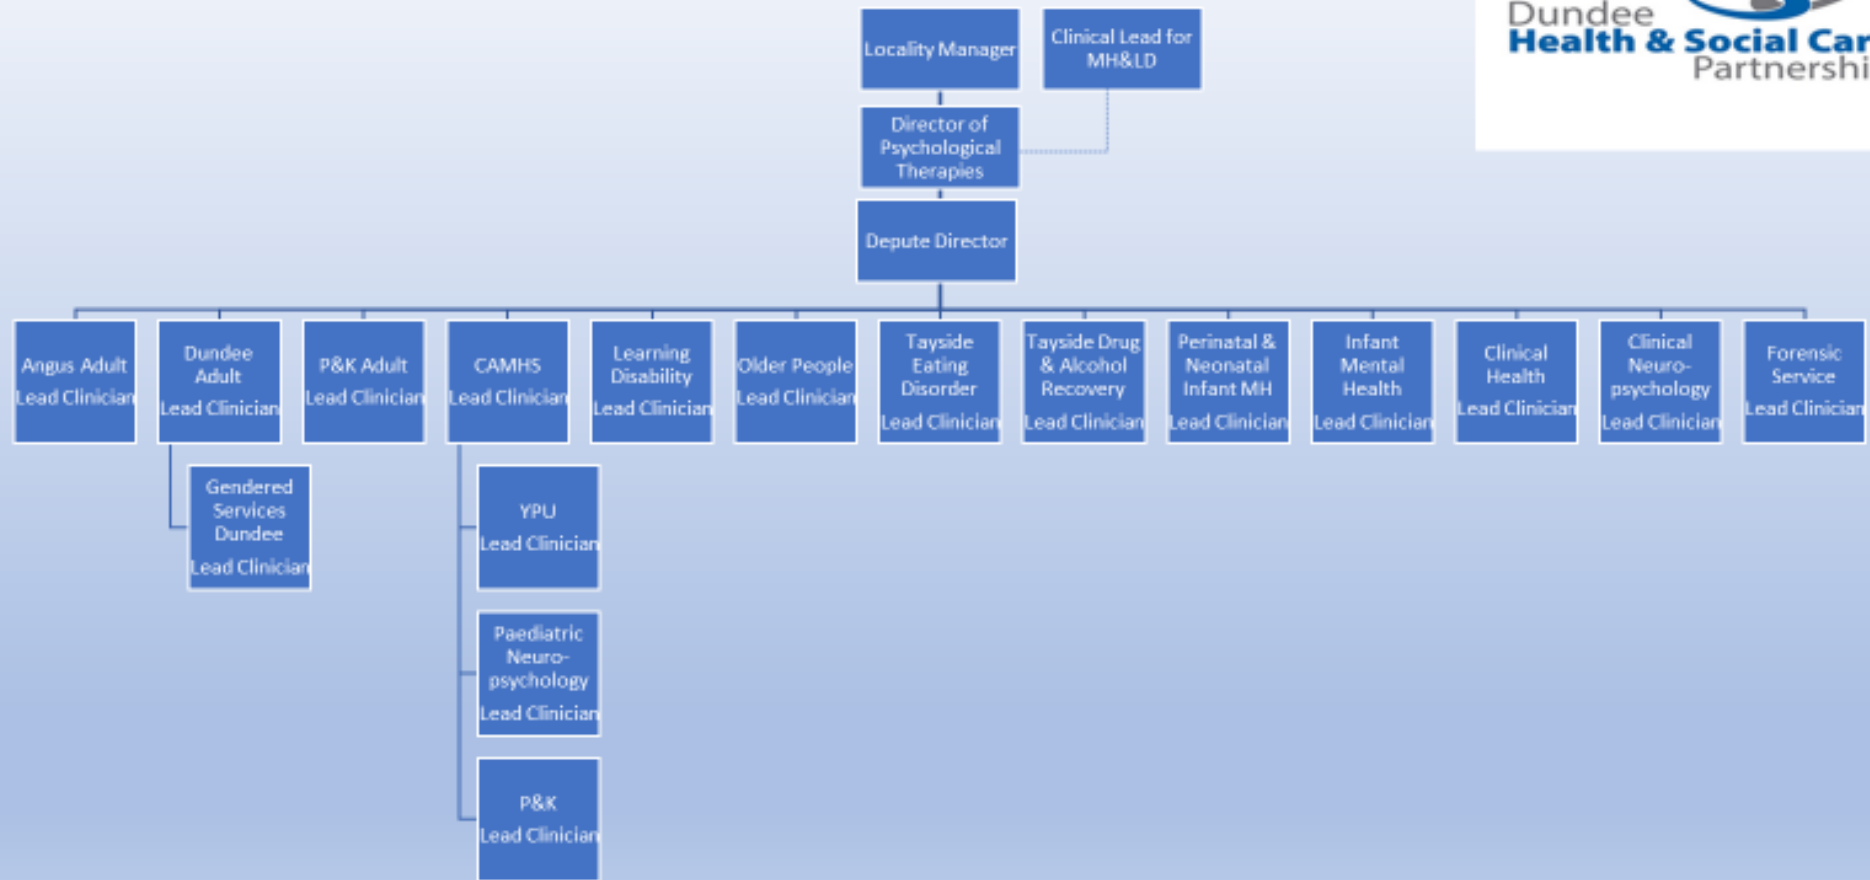 Dundee
Health & Social Car
Partnershi
Locality Manager
Clinical Lead for
MH&LD
Director of
Psychological
Therapies
Depute Director
Angus Adult
Lead Clinician
Dundee
Adult
Lead Clinician
P&K Adult
Lead Clinician
CAMHS
Lead Clinician
Learning
Disability
Lead Clinician
Older People
Lead Clinician
Tayside
Eating
Disorder
Lead Clinician
Tayside Drug
& Alcohol
Recovery
Lead Clinician
Perinatal &
Neonatal
Infant MH
Lead Clinician
Infant
Mental
Health
Lead Clinician
Clinical
Health
Lead Clinician
Clinical
Neuro-
psychology
Lead Clinician
Forensic
Service
Lead Clinician
Gendered
Services
Dundee
Lead Clinician
YPU
Lead Clinician
Paediatric
Neuro-
psychology
Lead Clinician
P&K
Lead Clinician